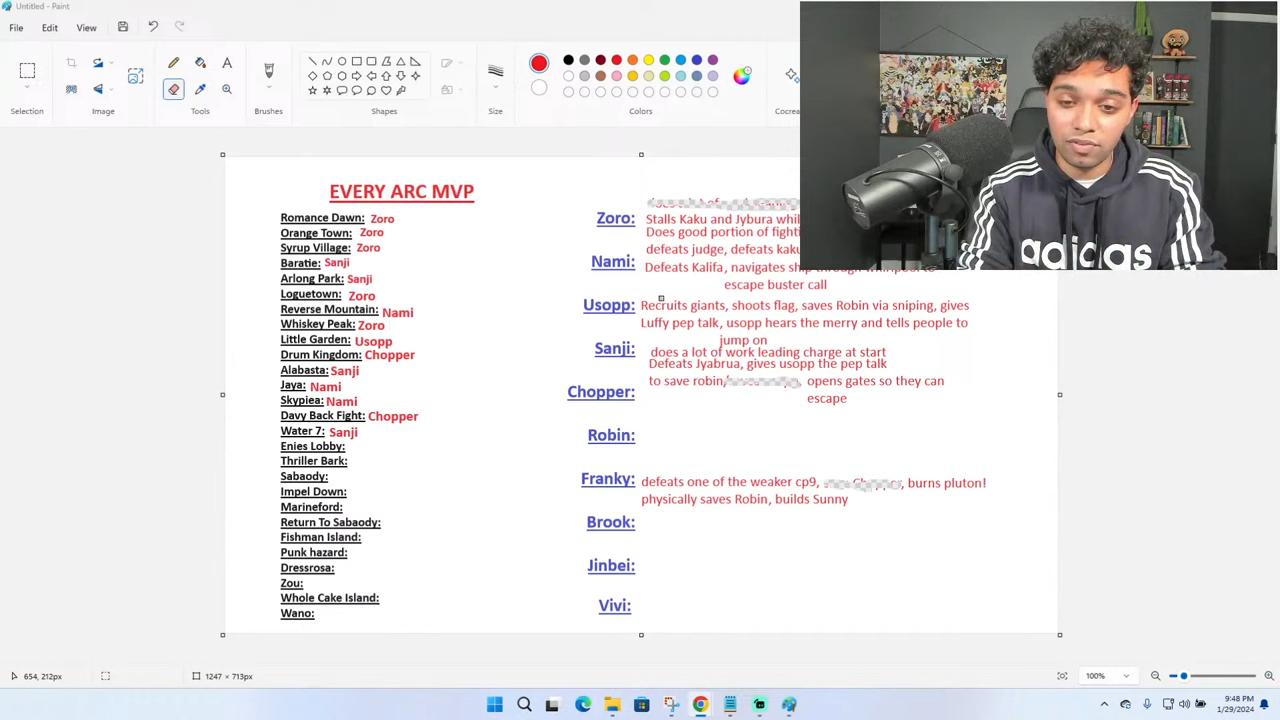 Untitled - Paint
File Edit View
Selection Image Tools Brushes Shapes Size Colors
EVERY ARC MVP
Romance Dawn: Zoro
Orange Town: Zoro
Syrup Village: Zoro
Baratie: Sanji
Arlong Park: Sanji
Loguetown: Zoro
Reverse Mountain: Nami
Whiskey Peak: Zoro
Little Garden: Usopp
Drum Kingdom: Chopper
Alabasta: Sanji
Jaya: Nami
Skypiea: Nami
Davy Back Fight: Chopper
Water 7: Sanji
Enies Lobby:
Thriller Bark:
Sabaody:
Impel Down:
Marineford:
Return To Sabaody:
Fishman Island:
Punk hazard:
Dressrosa:
Zou:
Whole Cake Island:
Wano:
Zoro: Stalls Kaku and Jybura
Does good portion of
defeats judge, defeats kaku
Nami: Defeats Kalifa, navigates ship through whirlpool to
escape buster call
Usopp: Recruits giants, shoots flag, saves Robin via sniping, gives
Luffy pep talk, usopp hears the merry and tells people to
jump on
Sanji: does a lot of work leading charge at start
Defeats Jyabrua, gives usopp the pep talk
to save robin, opens gates so they can
escape
Chopper:
Robin:
Franky: defeats one of the weaker cp9, burns pluton!
physically saves Robin, builds Sunny
Brook:
Jinbei:
Vivi:
adidas
654, 212px
1247 × 713px
100%
9:48 PM
1/29/2024